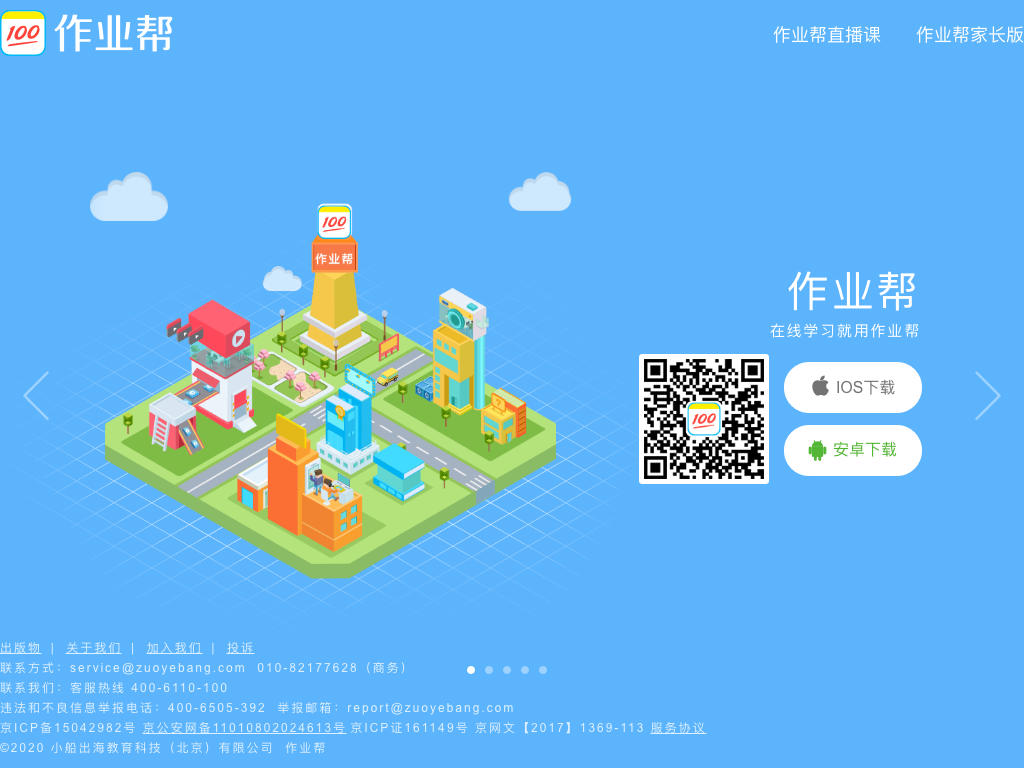 100 作业帮
作业帮直播课 作业帮家长版
100
作业帮
作业帮
在线学习就用作业帮
100
IOS下载
安卓下载
出版物 | 关于我们 | 加入我们 | 投诉
联系方式：service@zuoyebang.com 010-82177628（商务）
联系我们：客服热线 400-6110-100
违法和不良信息举报电话：400-6505-392 举报邮箱：report@zuoyebang.com
京ICP备15042982号 京公安网备11010802024613号 京ICP证161149号 京网文【2017】1369-113 服务协议
©2020 小船出海教育科技（北京）有限公司 作业帮